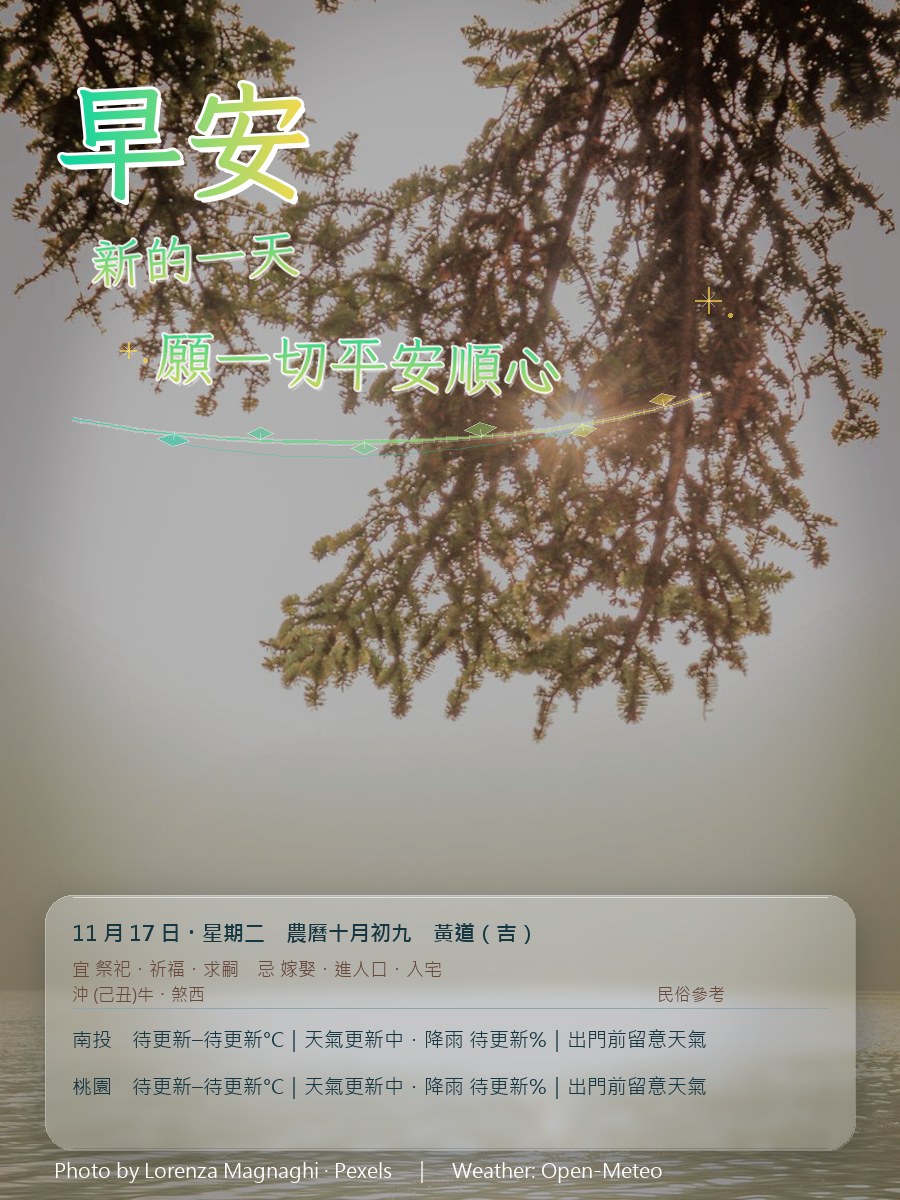 早安
新的一天
願一切平安順心
11 月 17 日・星期二　農曆十月初九　黃道（吉）
宜 祭祀・祈福・求嗣　忌 嫁娶・進人口・入宅
沖 (己丑)牛・煞西　民俗參考
南投　待更新–待更新°C｜天氣更新中・降雨 待更新%｜出門前留意天氣
桃園　待更新–待更新°C｜天氣更新中・降雨 待更新%｜出門前留意天氣
Photo by Lorenza Magnaghi · Pexels　|　Weather: Open-Meteo